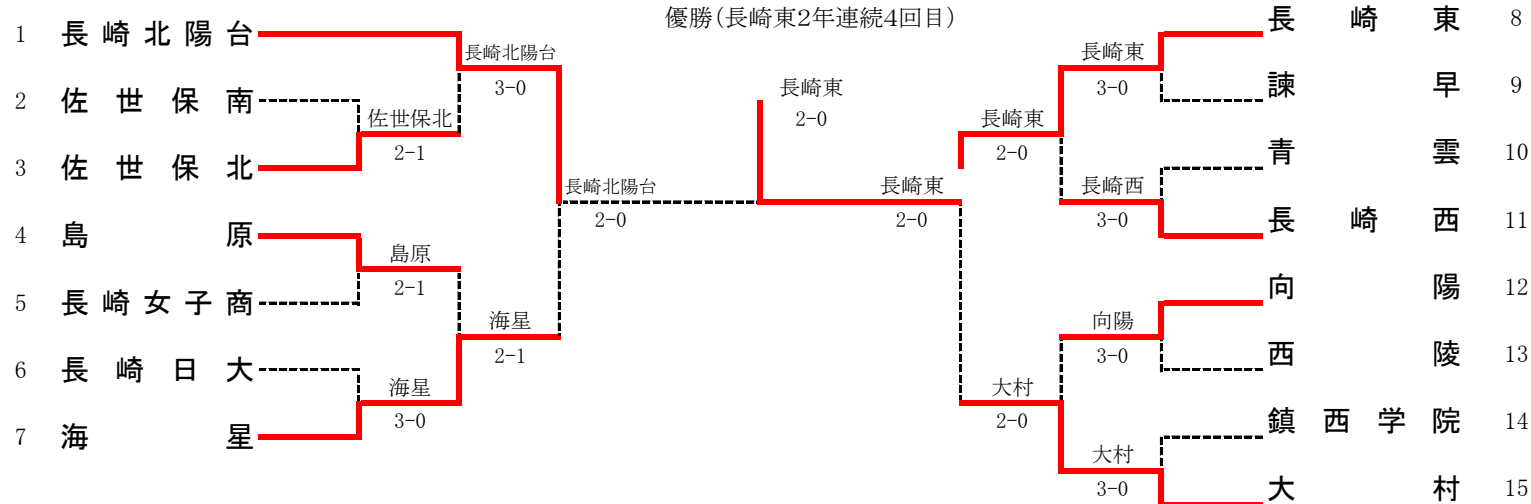 優勝(長崎東2年連続4回目)
1 長崎北陽台
2 佐世保南
3 佐世保北
4 島原
5 長崎女子商
6 長崎日大
7 海星
長崎北陽台
3-0
佐世保北
2-1
島原
2-1
海星
3-0
海星
2-1
長崎北陽台
2-0
長崎東
2-0
長崎東
2-0
長崎東
2-0
大村
2-0
長崎東
3-0
長崎西
3-0
向陽
3-0
大村
3-0
長崎東 8
諫早 9
青雲 10
長崎西 11
向陽 12
西陵 13
鎮西学院 14
大村 15